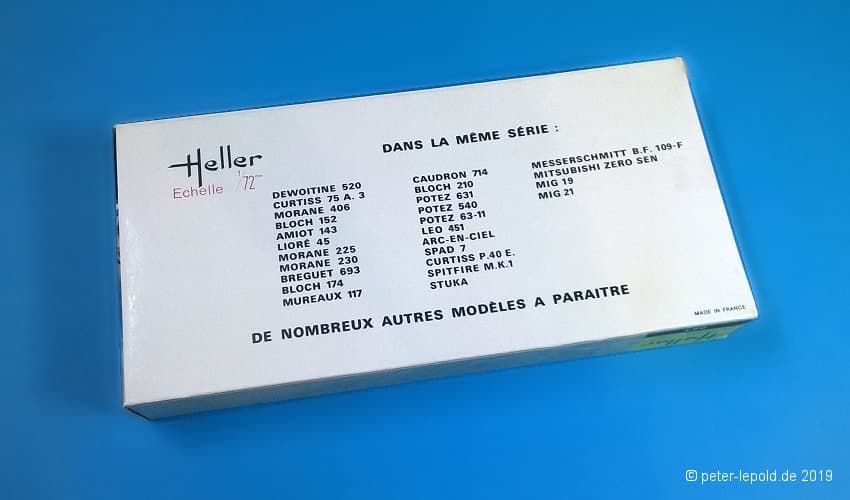 Heller
Echelle 1/72ème
DANS LA MÊME SÉRIE :
DEWOITINE 520
CURTISS 75 A. 3
MORANE 406
BLOCH 152
AMIOT 143
LIORÉ 45
MORANE 225
MORANE 230
BREGUET 693
BLOCH 174
MUREAUX 117
CAUDRON 714
BLOCH 210
POTEZ 631
POTEZ 540
POTEZ 63-11
LEO 451
ARC-EN-CIEL
SPAD 7
CURTISS P.40 E.
SPITFIRE M.K.1
STUKA
MESSERSCHMITT B.F. 109-F
MITSUBISHI ZERO SEN
MIG 19
MIG 21
DE NOMBREUX AUTRES MODÈLES A PARAITRE
MADE IN FRANCE
Heller
© peter-lepold.de 2019